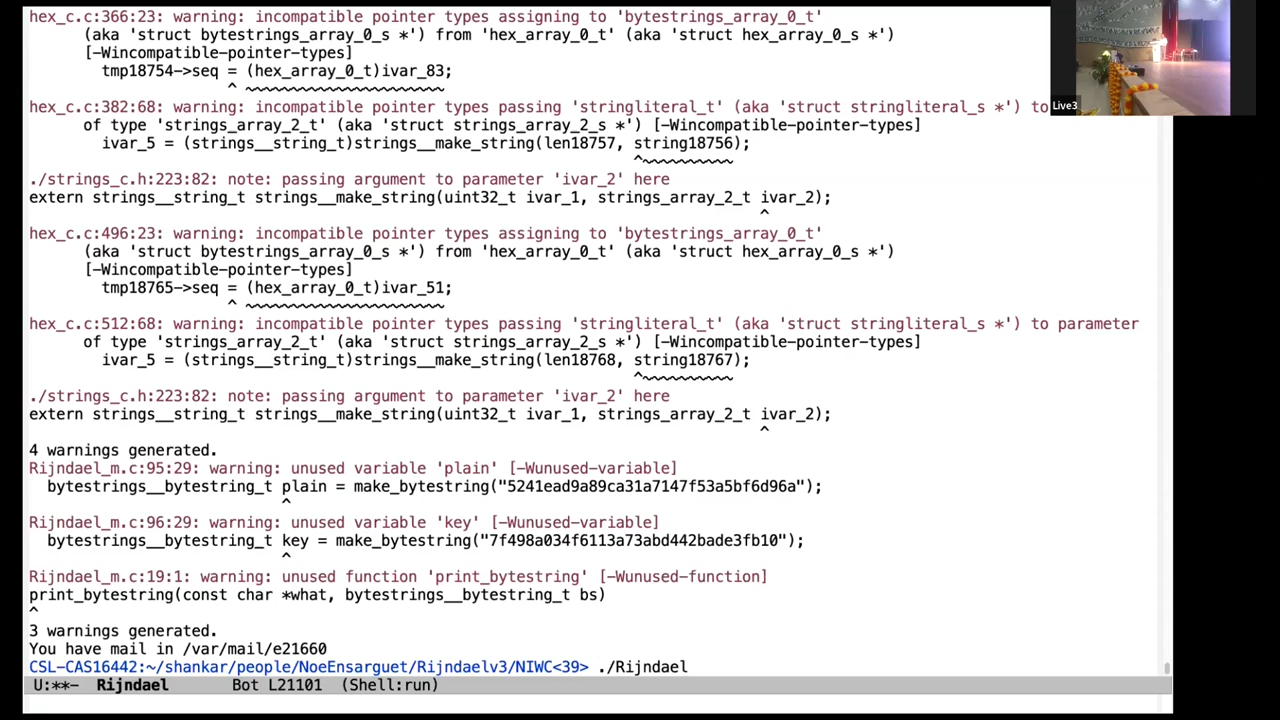 hex_c.c:366:23: warning: incompatible pointer types assigning to 'bytestrings_array_0_t'
(aka 'struct bytestrings_array_0_s *') from 'hex_array_0_t' (aka 'struct hex_array_0_s *')
[-Wincompatible-pointer-types]
tmp18754->seq = (hex_array_0_t)ivar_83;
^ ~~~~~~~~~~~~~~~~~~~~~~
hex_c.c:382:68: warning: incompatible pointer types passing 'stringliteral_t' (aka 'struct stringliteral_s *') to
of type 'strings_array_2_t' (aka 'struct strings_array_2_s *') [-Wincompatible-pointer-types]
ivar_5 = (strings__string_t)strings__make_string(len18757, string18756);
^~~~~~~~~~~
./strings_c.h:223:82: note: passing argument to parameter 'ivar_2' here
extern strings__string_t strings__make_string(uint32_t ivar_1, strings_array_2_t ivar_2);
^
hex_c.c:496:23: warning: incompatible pointer types assigning to 'bytestrings_array_0_t'
(aka 'struct bytestrings_array_0_s *') from 'hex_array_0_t' (aka 'struct hex_array_0_s *')
[-Wincompatible-pointer-types]
tmp18765->seq = (hex_array_0_t)ivar_51;
^ ~~~~~~~~~~~~~~~~~~~~~~
hex_c.c:512:68: warning: incompatible pointer types passing 'stringliteral_t' (aka 'struct stringliteral_s *') to parameter
of type 'strings_array_2_t' (aka 'struct strings_array_2_s *') [-Wincompatible-pointer-types]
ivar_5 = (strings__string_t)strings__make_string(len18768, string18767);
^~~~~~~~~~~
./strings_c.h:223:82: note: passing argument to parameter 'ivar_2' here
extern strings__string_t strings__make_string(uint32_t ivar_1, strings_array_2_t ivar_2);
^
4 warnings generated.
Rijndael_m.c:95:29: warning: unused variable 'plain' [-Wunused-variable]
bytestrings__bytestring_t plain = make_bytestring("5241ead9a89ca31a7147f53a5bf6d96a");
^
Rijndael_m.c:96:29: warning: unused variable 'key' [-Wunused-variable]
bytestrings__bytestring_t key = make_bytestring("7f498a034f6113a73abd442bade3fb10");
^
Rijndael_m.c:19:1: warning: unused function 'print_bytestring' [-Wunused-function]
print_bytestring(const char *what, bytestrings__bytestring_t bs)
^
3 warnings generated.
You have mail in /var/mail/e21660
CSL-CAS16442:~/shankar/people/NoeEnsarguet/Rijndaelv3/NIWC<39> ./Rijndael
U:**- Rijndael Bot L21101 (Shell:run)
Live3